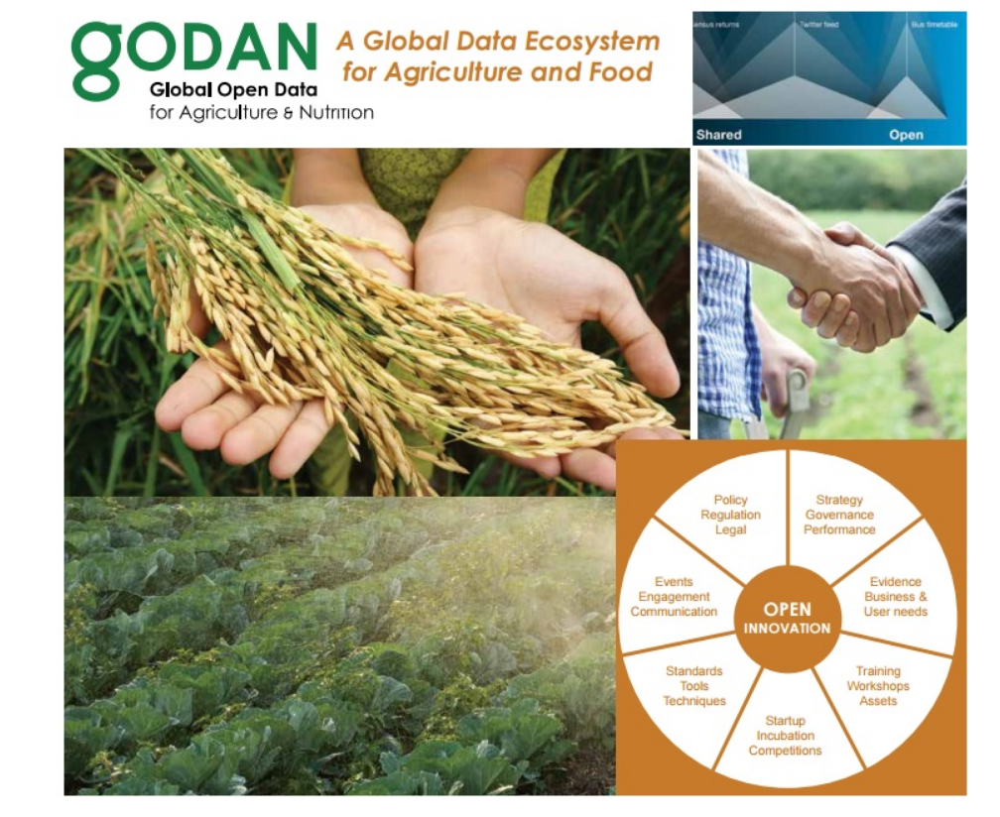 gODAN
Global Open Data
for Agriculture & Nutrition
A Global Data Ecosystem
for Agriculture and Food
returns
Twitter feed
Bus timetable
Shared
Open
Policy
Regulation
Legal
Strategy
Governance
Performance
Events
Engagement
Communication
Evidence
Business &
User needs
OPEN
INNOVATION
Standards
Tools
Techniques
Training
Workshops
Assets
Startup
Incubation
Competitions